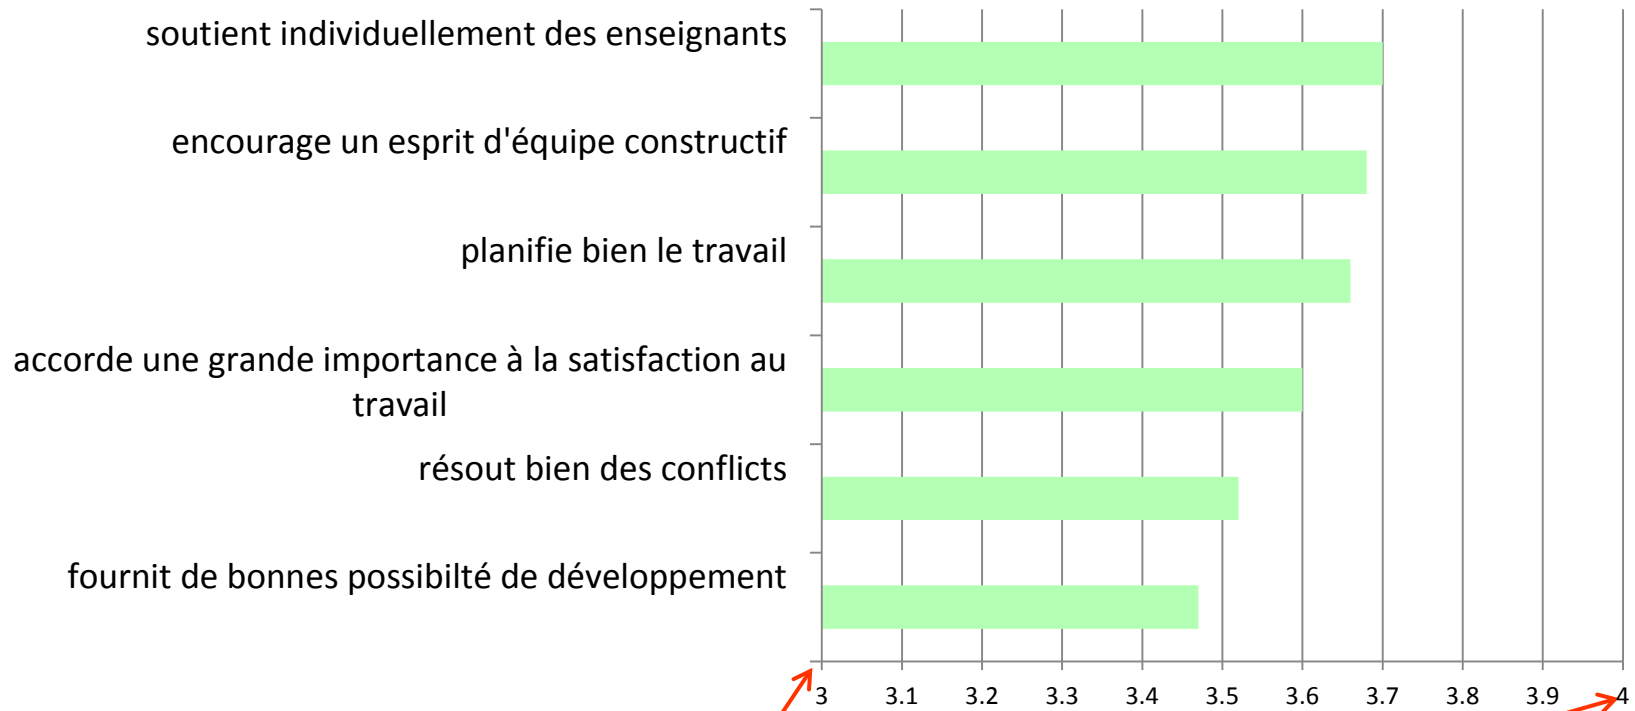 soutient individuellement des enseignants
encourage un esprit d'équipe constructif
planifie bien le travail
accorde une grande importance à la satisfaction au
travail
résout bien des conflicts
fournit de bonnes possibilté de développement
3 3.1 3.2 3.3 3.4 3.5 3.6 3.7 3.8 3.9 4